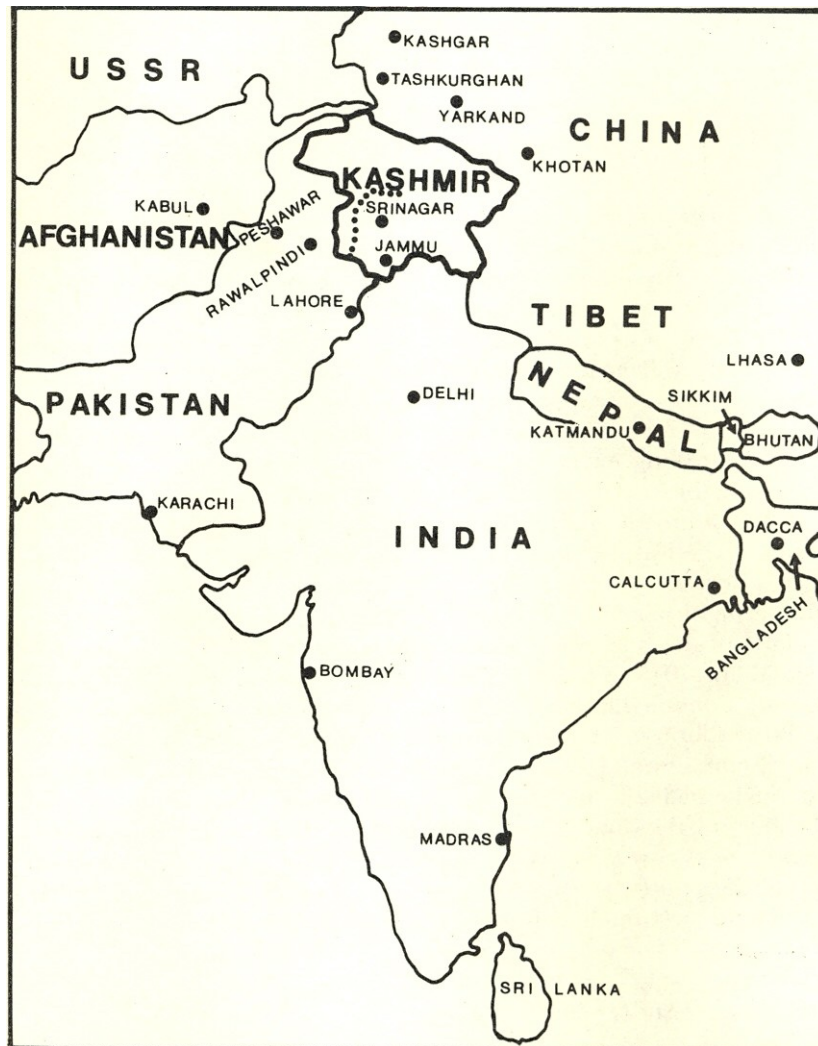 KASHGAR
USSR
TASHKURGHAN
YARKAND
CHINA
KHOTAN
KASHMIR
KABUL
SRINAGAR
AFGHANISTAN
PESHAWAR
RAWALPINDI
JAMMU
LAHORE
TIBET
LHASA
NEPAL
DELHI
SIKKIM
PAKISTAN
KATMANDU
BHUTAN
KARACHI
DACCA
INDIA
CALCUTTA
BANGLADESH
BOMBAY
MADRAS
SRI LANKA